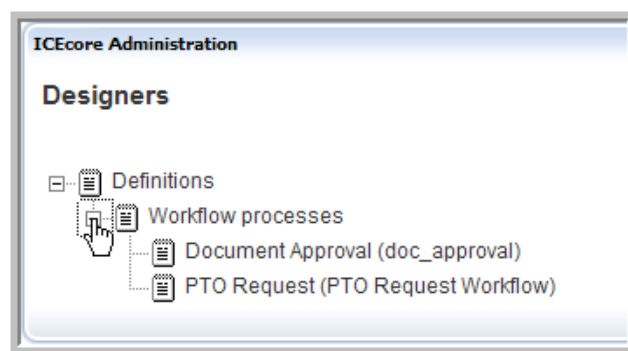 ICEcore Administration
Designers
Definitions
Workflow processes
Document Approval (doc_approval)
PTO Request (PTO Request Workflow)